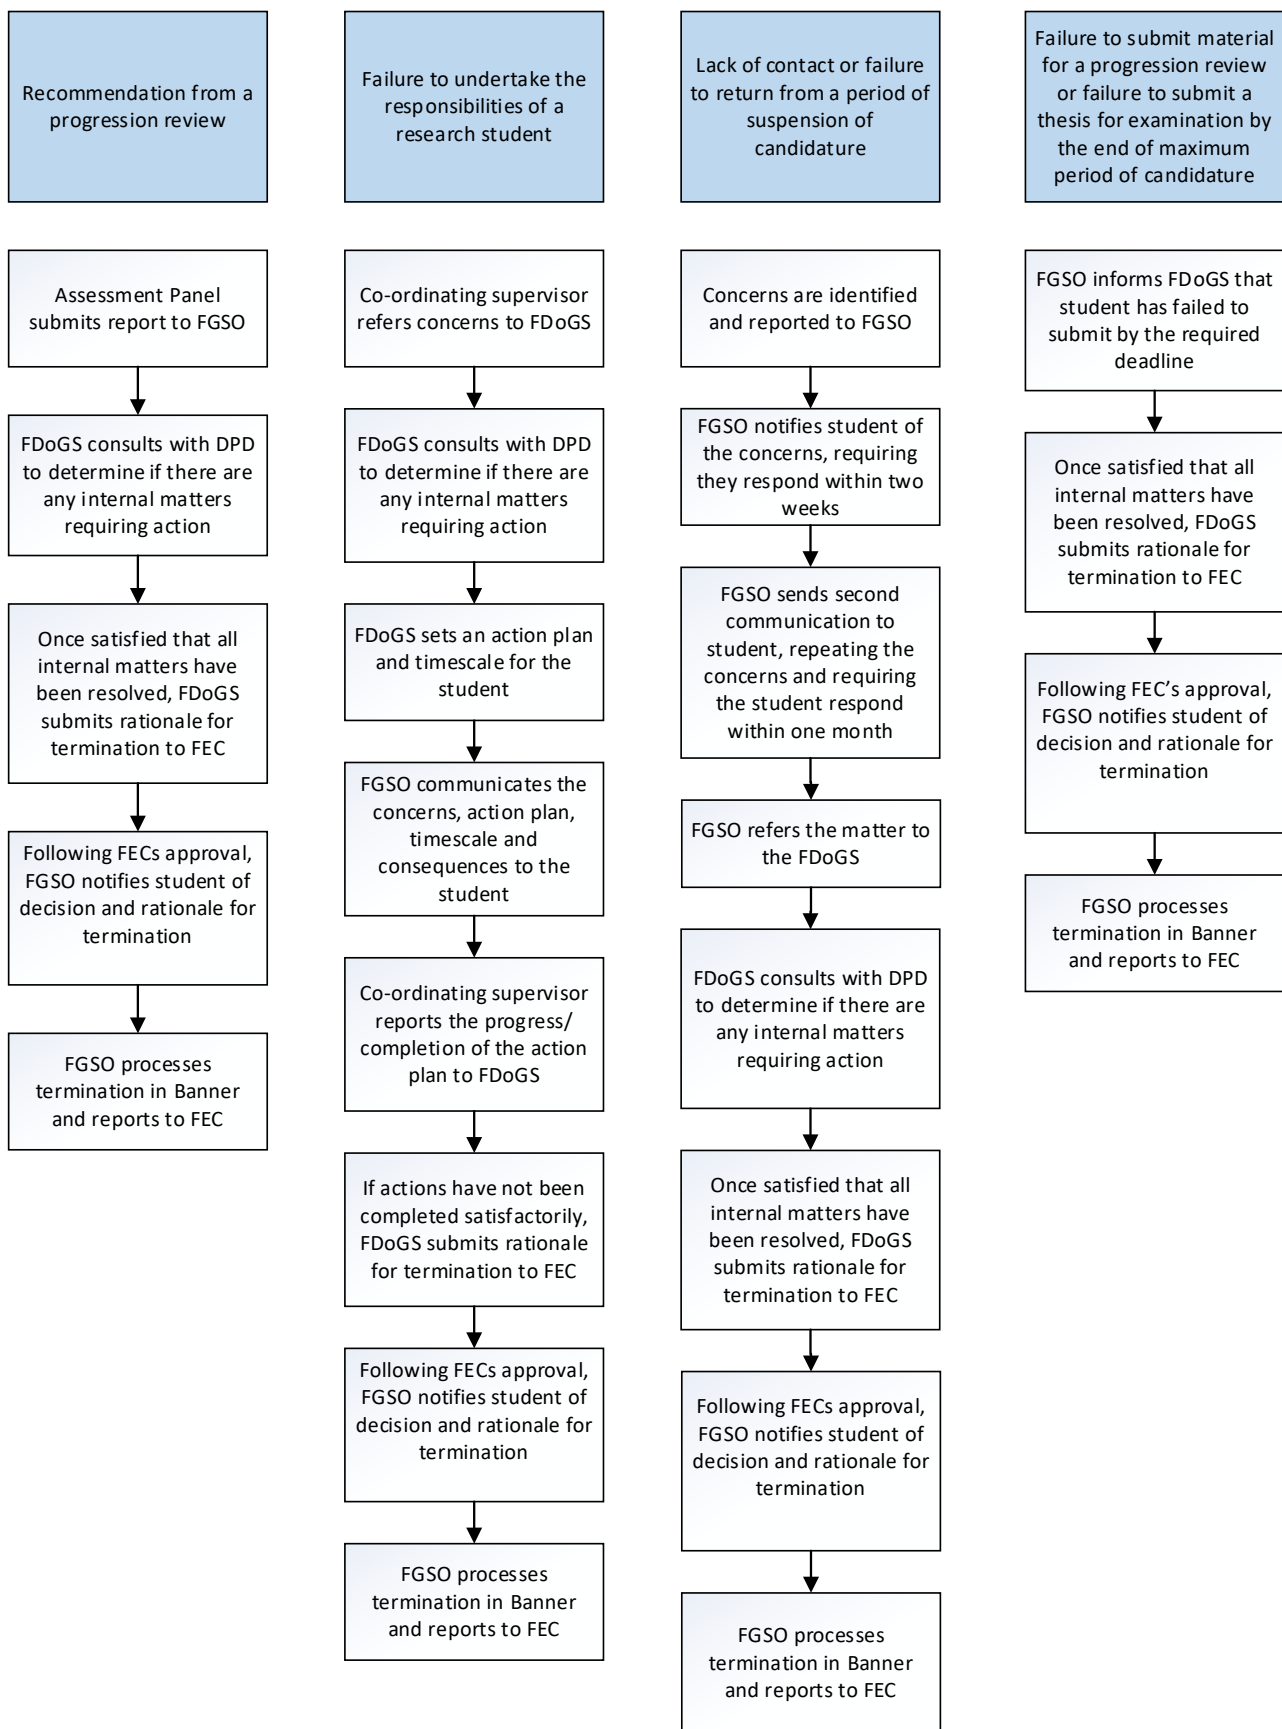 Recommendation from a
progression review
Assessment Panel
submits report to FGSO
FDoGS consults with DPD
to determine if there are
any internal matters
requiring action
Once satisfied that all
internal matters have
been resolved, FDoGS
submits rationale for
termination to FEC
Following FECs approval,
FGSO notifies student of
decision and rationale for
termination
FGSO processes
termination in Banner
and reports to FEC
Failure to undertake the
responsibilities of a
research student
Co-ordinating supervisor
refers concerns to FDoGS
FDoGS consults with DPD
to determine if there are
any internal matters
requiring action
FDoGS sets an action plan
and timescale for the
student
FGSO communicates the
concerns, action plan,
timescale and
consequences to the
student
Co-ordinating supervisor
reports the progress/
completion of the action
plan to FDoGS
If actions have not been
completed satisfactorily,
FDoGS submits rationale
for termination to FEC
Following FECs approval,
FGSO notifies student of
decision and rationale for
termination
FGSO processes
termination in Banner
and reports to FEC
Lack of contact or failure
to return from a period of
suspension of
candidature
Concerns are identified
and reported to FGSO
FGSO notifies student of
the concerns, requiring
they respond within two
weeks
FGSO sends second
communication to
student, repeating the
concerns and requiring
the student respond
within one month
FGSO refers the matter to
the FDoGS
FDoGS consults with DPD
to determine if there are
any internal matters
requiring action
Once satisfied that all
internal matters have
been resolved, FDoGS
submits rationale for
termination to FEC
Following FECs approval,
FGSO notifies student of
decision and rationale for
termination
FGSO processes
termination in Banner
and reports to FEC
Failure to submit material
for a progression review
or failure to submit a
thesis for examination by
the end of maximum
period of candidature
FGSO informs FDoGS that
student has failed to
submit by the required
deadline
Once satisfied that all
internal matters have
been resolved, FDoGS
submits rationale for
termination to FEC
Following FEC’s approval,
FGSO notifies student of
decision and rationale for
termination
FGSO processes
termination in Banner
and reports to FEC